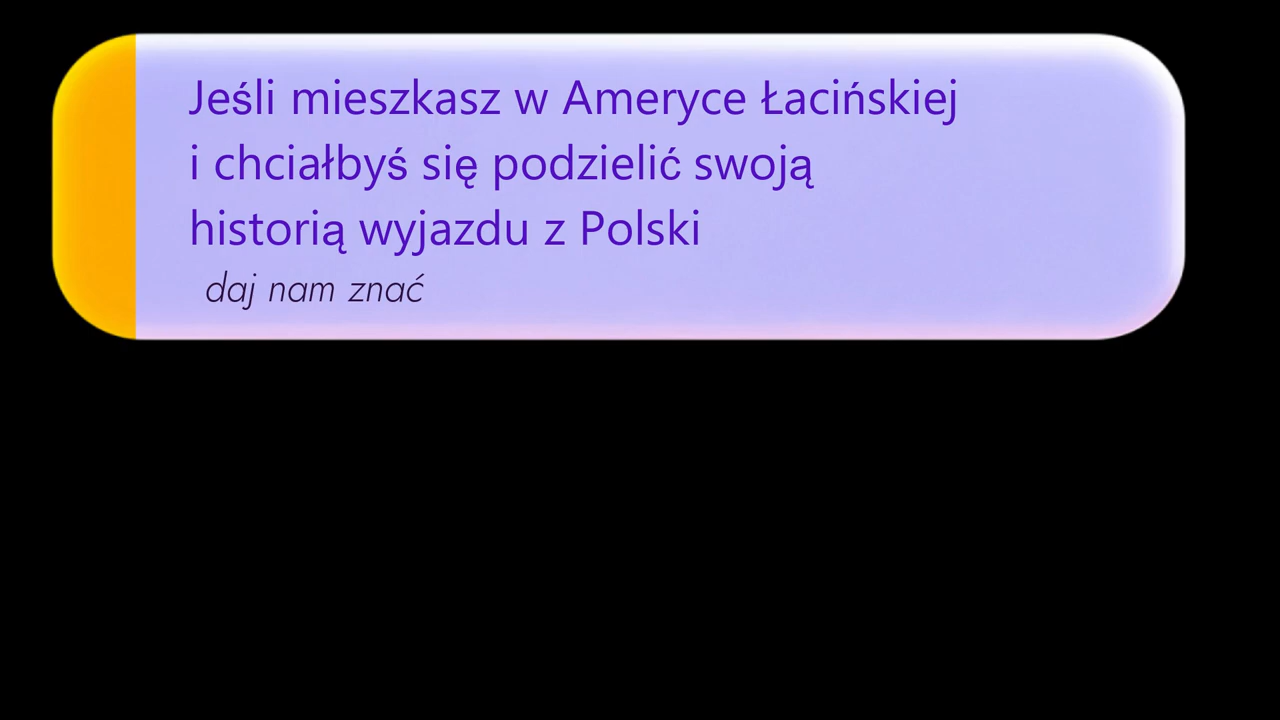 Jeśli mieszkasz w Ameryce Łacińskiej
i chciałbyś się podzielić swoją
historią wyjazdu z Polski
daj nam znać